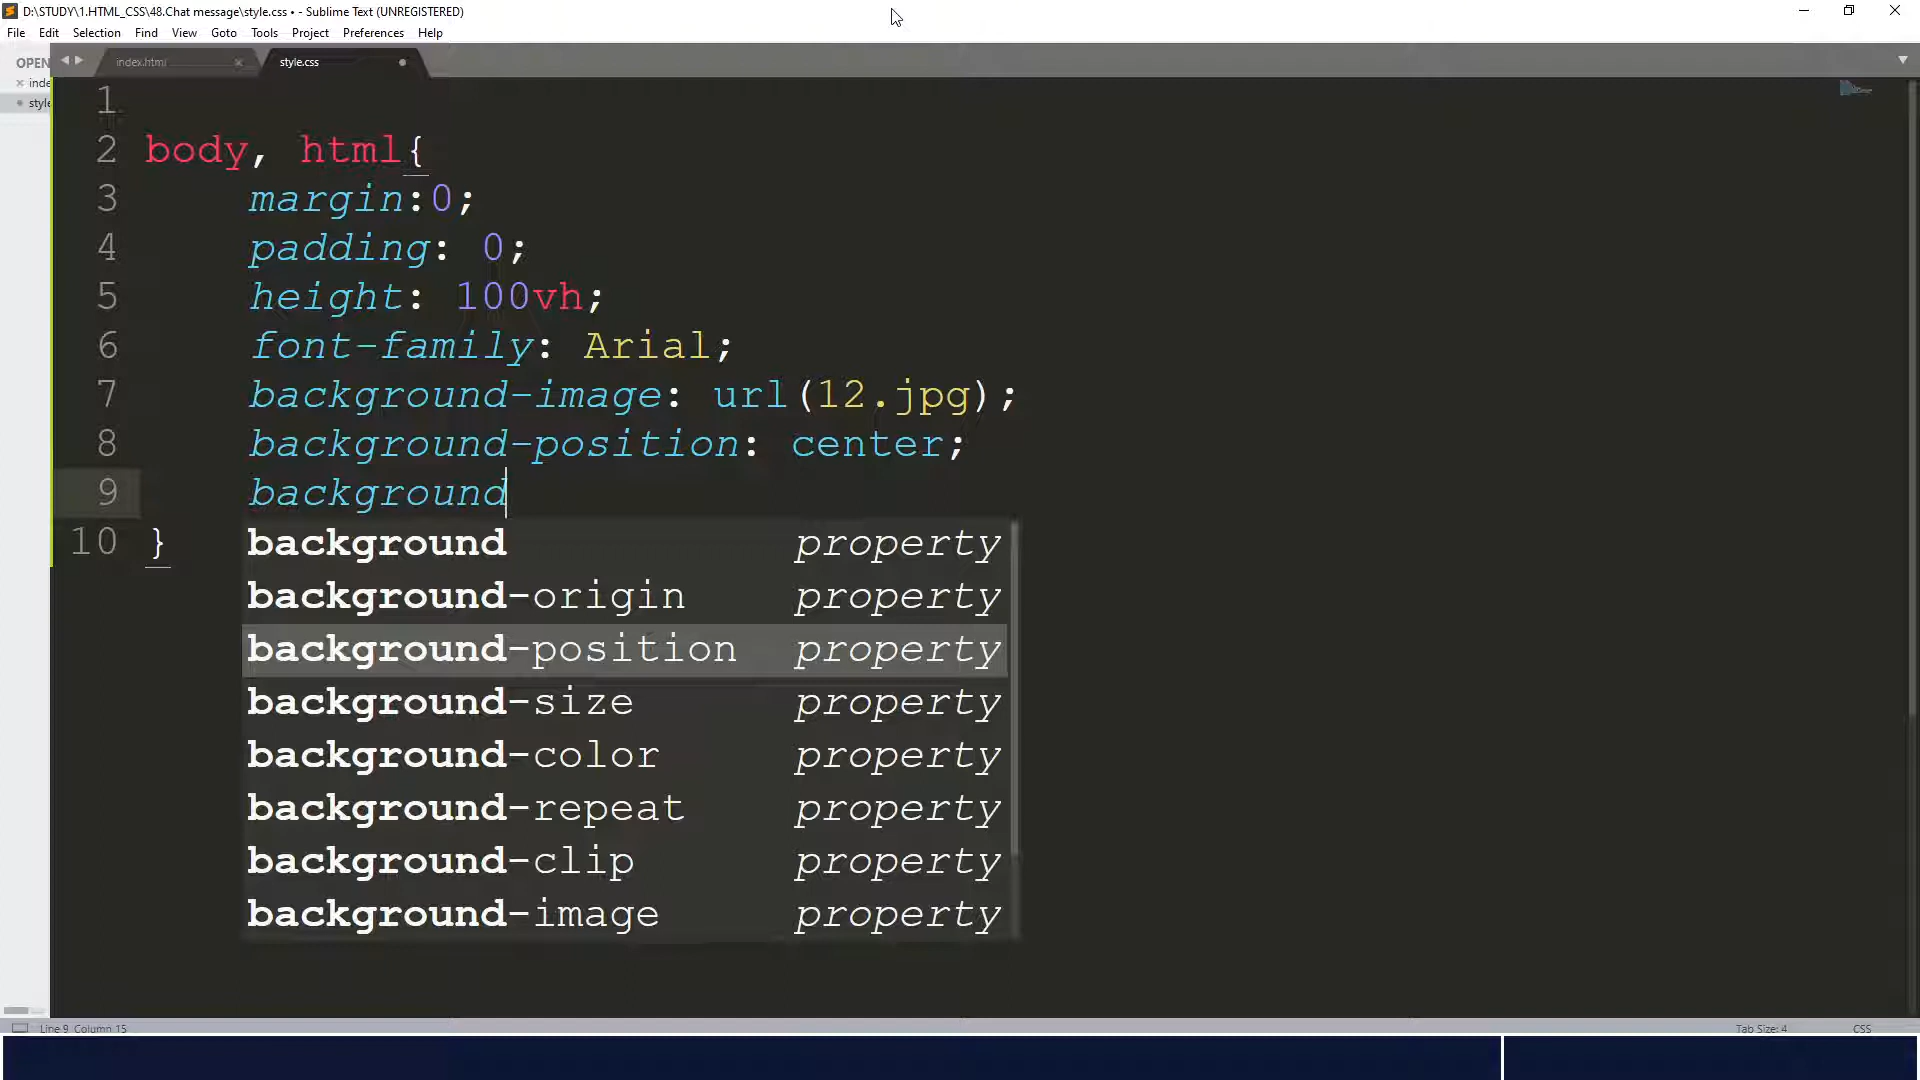 D:\STUDY\1.HTML_CSS\48.Chat message\style.css • - Sublime Text (UNREGISTERED)
File Edit Selection Find View Goto Tools Project Preferences Help
OPEN
index.html
style.css
inde
style
1
2 body, html{
3 margin:0;
4 padding: 0;
5 height: 100vh;
6 font-family: Arial;
7 background-image: url(12.jpg);
8 background-position: center;
9 background
10 }
background property
background-origin property
background-position property
background-size property
background-color property
background-repeat property
background-clip property
background-image property
Line 9, Column 15
Tab Size: 4
CSS